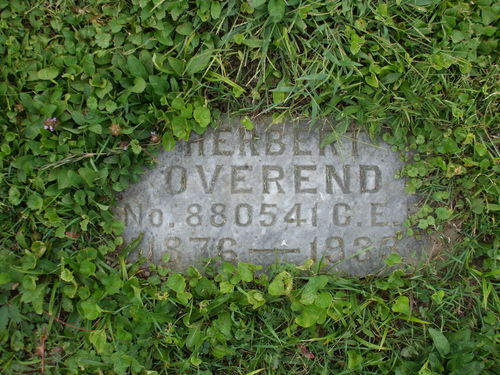 HERBERT
OVEREND
No. 880541 C.E.
1876 —